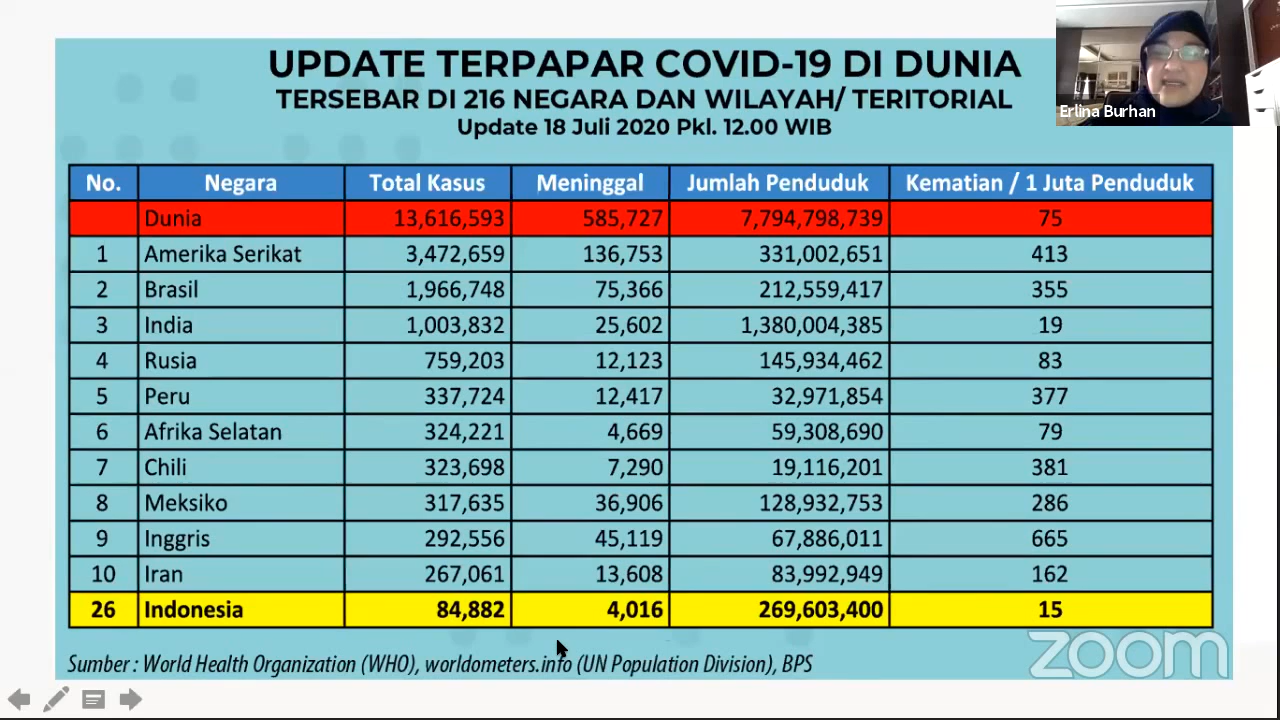 UPDATE TERPAPAR COVID-19 DI DUNIA
TERSEBAR DI 216 NEGARA DAN WILAYAH/ TERITORIAL
Update 18 Juli 2020 Pkl. 12.00 WIB
Erlina Burhan
No. Negara Total Kasus Meninggal Jumlah Penduduk Kematian / 1 Juta Penduduk
Dunia 13,616,593 585,727 7,794,798,739 75
1 Amerika Serikat 3,472,659 136,753 331,002,651 413
2 Brasil 1,966,748 75,366 212,559,417 355
3 India 1,003,832 25,602 1,380,004,385 19
4 Rusia 759,203 12,123 145,934,462 83
5 Peru 337,724 12,417 32,971,854 377
6 Afrika Selatan 324,221 4,669 59,308,690 79
7 Chili 323,698 7,290 19,116,201 381
8 Meksiko 317,635 36,906 128,932,753 286
9 Inggris 292,556 45,119 67,886,011 665
10 Iran 267,061 13,608 83,992,949 162
26 Indonesia 84,882 4,016 269,603,400 15
Sumber : World Health Organization (WHO), worldometers.info (UN Population Division), BPS
zoom